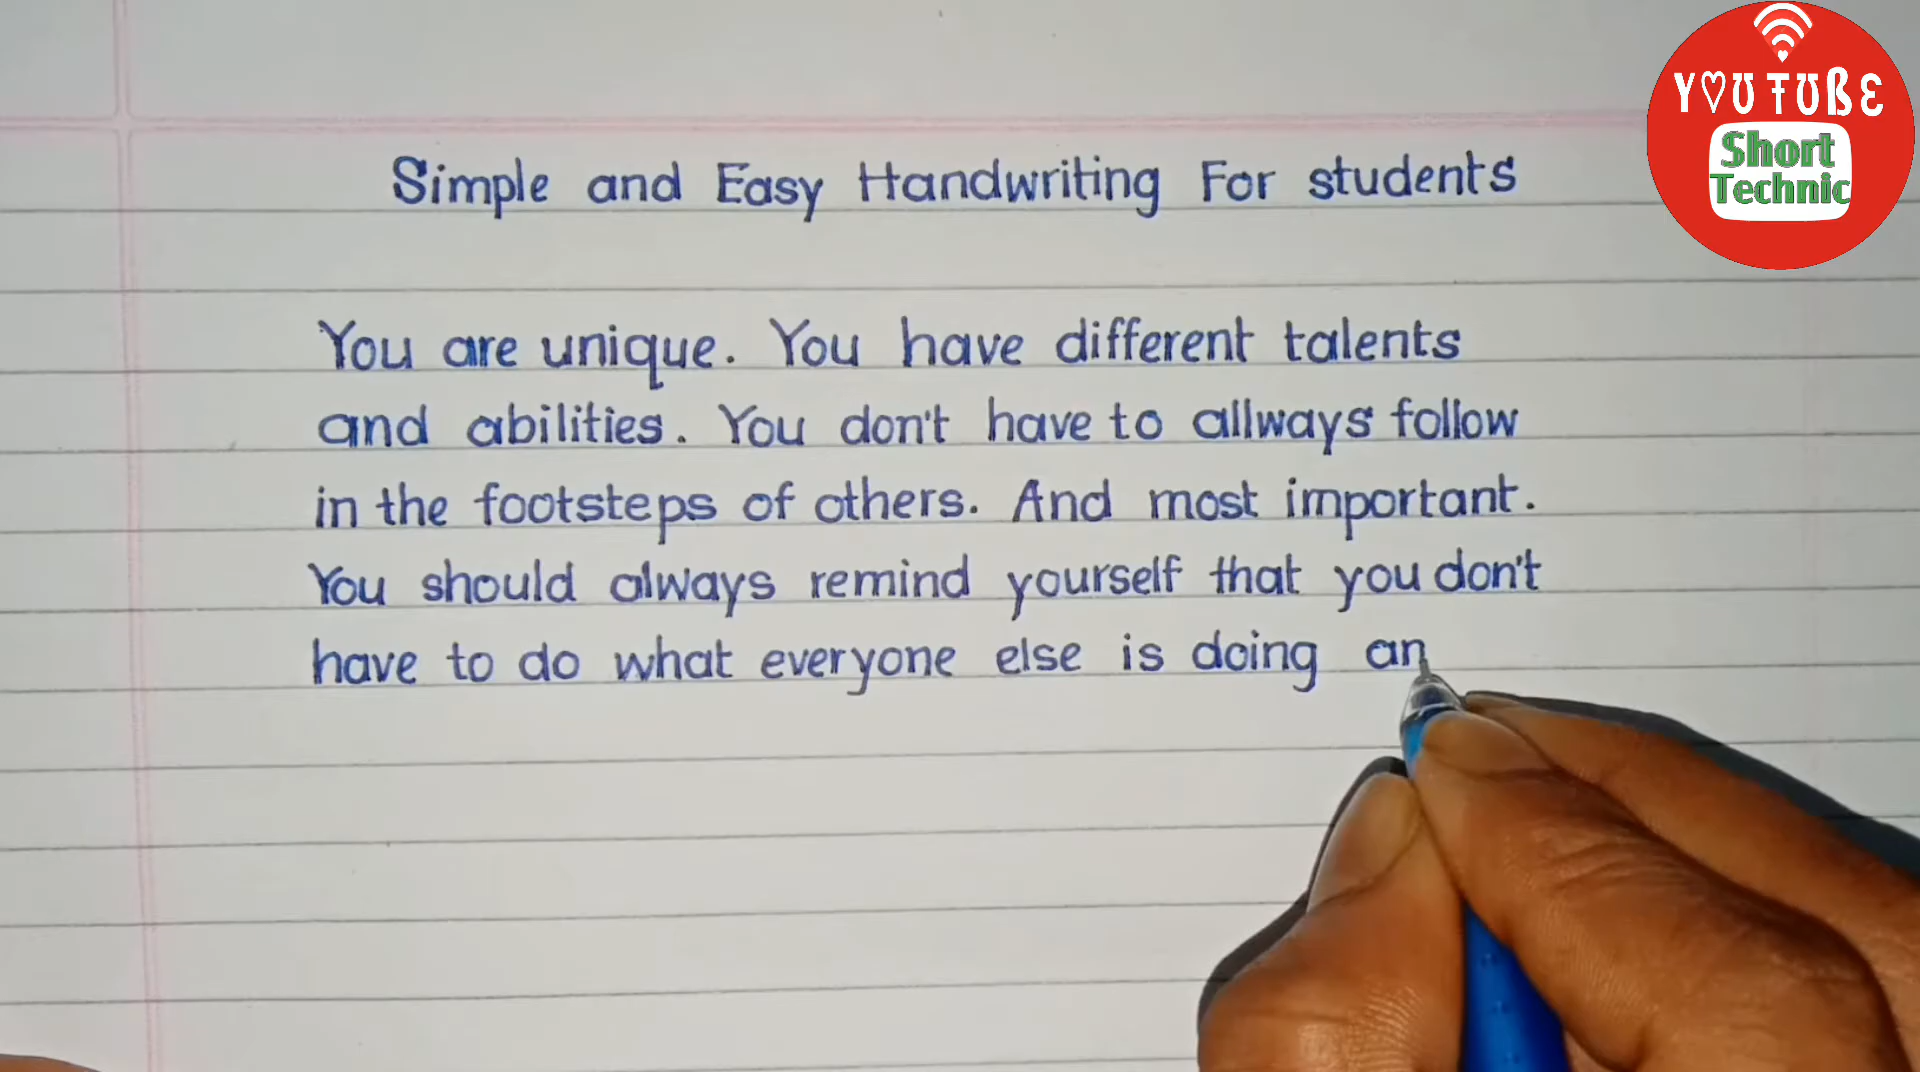 YOUTUBE
Short
Technic
Simple and Easy Handwriting For students
You are unique. You have different talents
and abilities. You don't have to allways follow
in the footsteps of others. And most important.
You should always remind yourself that you don't
have to do what everyone else is doing an